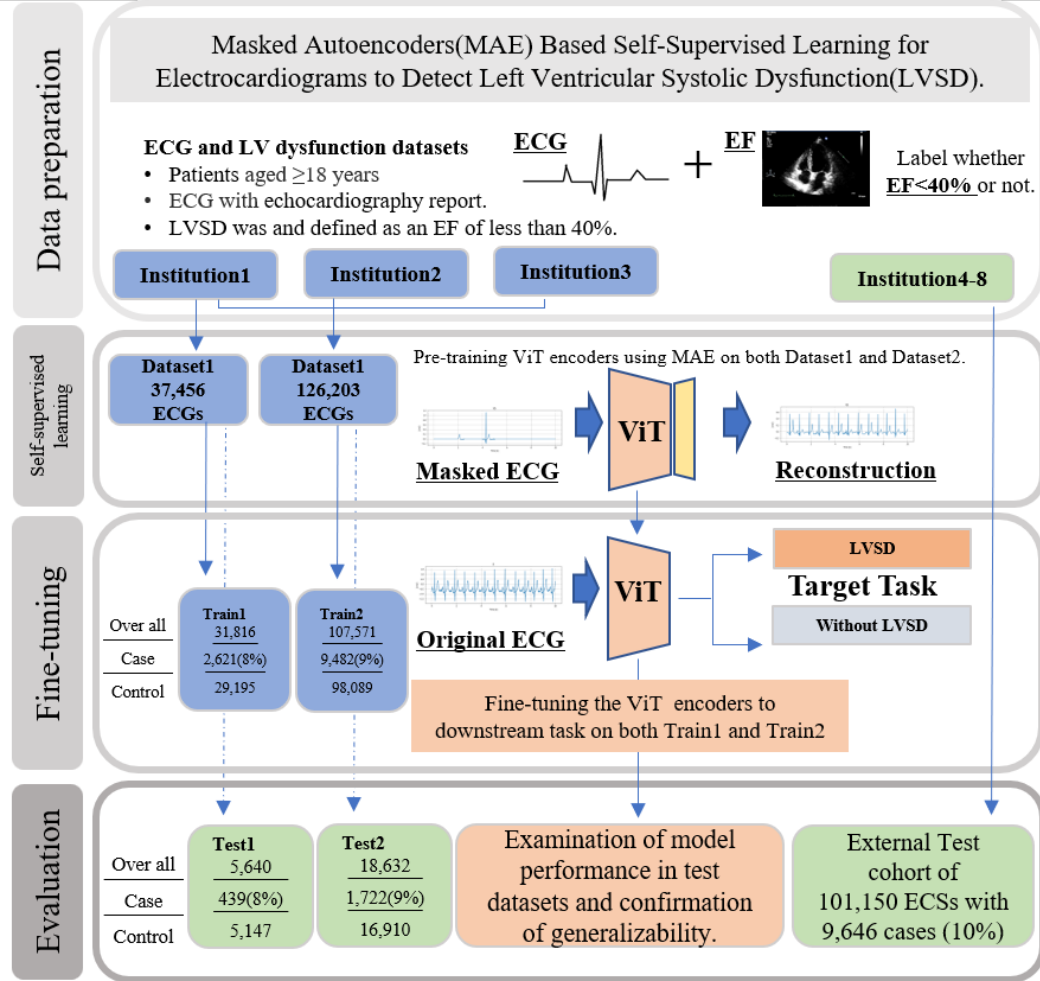 Data preparation
Masked Autoencoders(MAE) Based Self-Supervised Learning for
Electrocardiograms to Detect Left Ventricular Systolic Dysfunction(LVSD).
ECG and LV dysfunction datasets
• Patients aged ≥18 years
• ECG with echocardiography report.
• LVSD was and defined as an EF of less than 40%.
ECG
+
EF
Label whether
EF<40% or not.
Institution1
Institution2
Institution3
Institution4-8
Self-supervised
learning
Dataset1
37,456
ECGs
Dataset1
126,203
ECGs
Pre-training ViT encoders using MAE on both Dataset1 and Dataset2.
Masked ECG
ViT
Reconstruction
Fine-tuning
Over all
Case
Control
Train1
31,816
2,621(8%)
29,195
Train2
107,571
9,482(9%)
98,089
Original ECG
ViT
LVSD
Target Task
Without LVSD
Fine-tuning the ViT encoders to
downstream task on both Train1 and Train2
Evaluation
Over all
Case
Control
Test1
5,640
439(8%)
5,147
Test2
18,632
1,722(9%)
16,910
Examination of model
performance in test
datasets and confirmation
of generalizability.
External Test
cohort of
101,150 ECSs with
9,646 cases (10%)